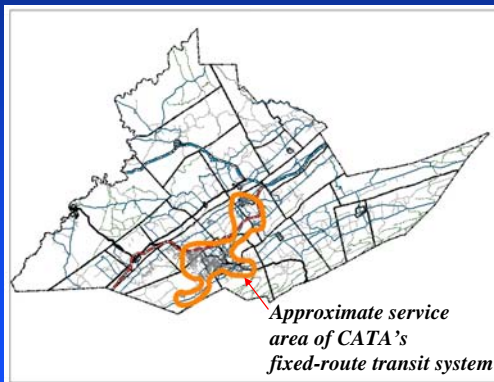 Approximate service
area of CATA's
fixed-route transit system